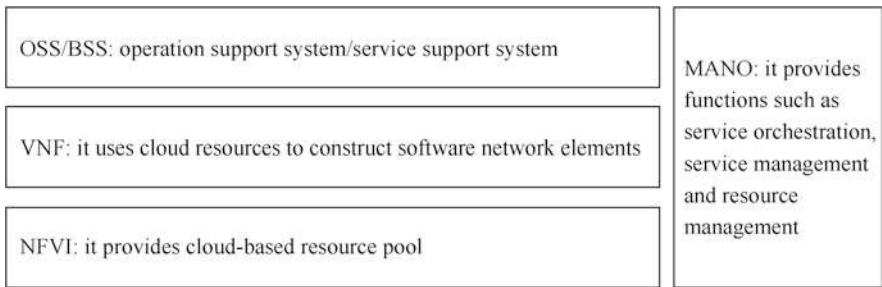 OSS/BSS: operation support system/service support system
VNF: it uses cloud resources to construct software network elements
NFVI: it provides cloud-based resource pool
MANO: it provides
functions such as
service orchestration,
service management
and resource
management